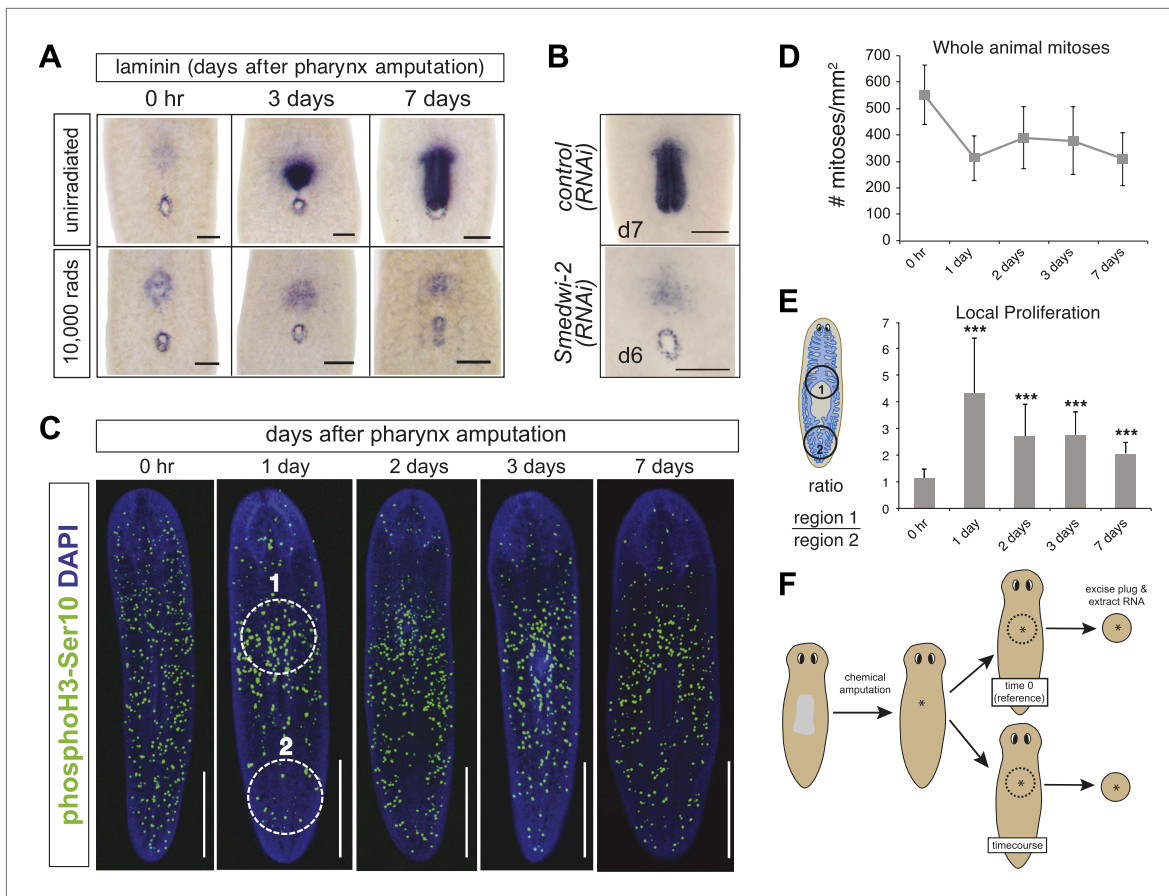 A
laminin (days after pharynx amputation)
0 hr
3 days
7 days
unirradiated
10,000 rads
B
control
(RNAi)
d7
Smedwi-2
(RNAi)
d6
C
days after pharynx amputation
0 hr
1 day
2 days
3 days
7 days
phosphoH3-Ser10 DAPI
1
2
D
Whole animal mitoses
# mitoses/mm²
700
600
500
400
300
200
100
0
0 hr
1 day
2 days
3 days
7 days
E
1
2
ratio
region 1
region 2
Local Proliferation
7
6
5
4
3
2
1
0
***
***
***
***
0 hr
1 day
2 days
3 days
7 days
F
chemical
amputation
*
*
time 0
(reference)
excise plug &
extract RNA
*
*
timecourse
*